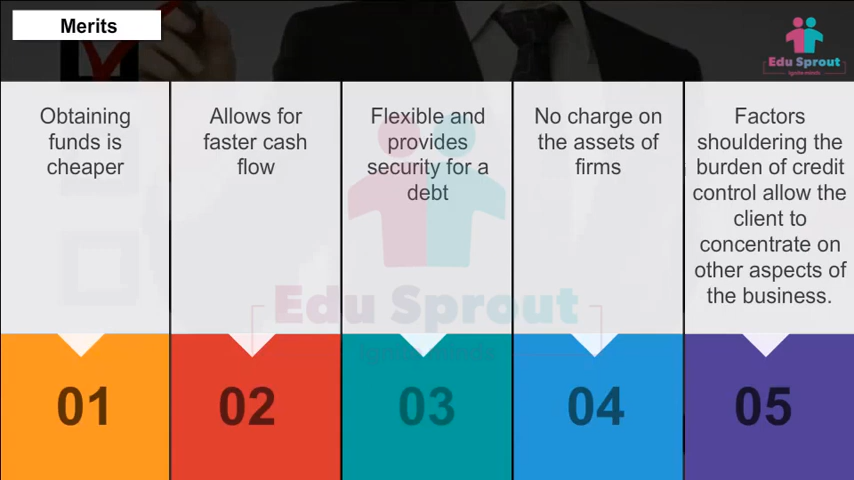 Merits
Edu Sprout
Ignite minds
Obtaining
funds is
cheaper
Allows for
faster cash
flow
Flexible and
provides
security for a
debt
No charge on
the assets of
firms
Factors
shouldering the
burden of credit
control allow the
client to
concentrate on
other aspects of
the business.
Edu Sprout
Ignite minds
01
02
03
04
05